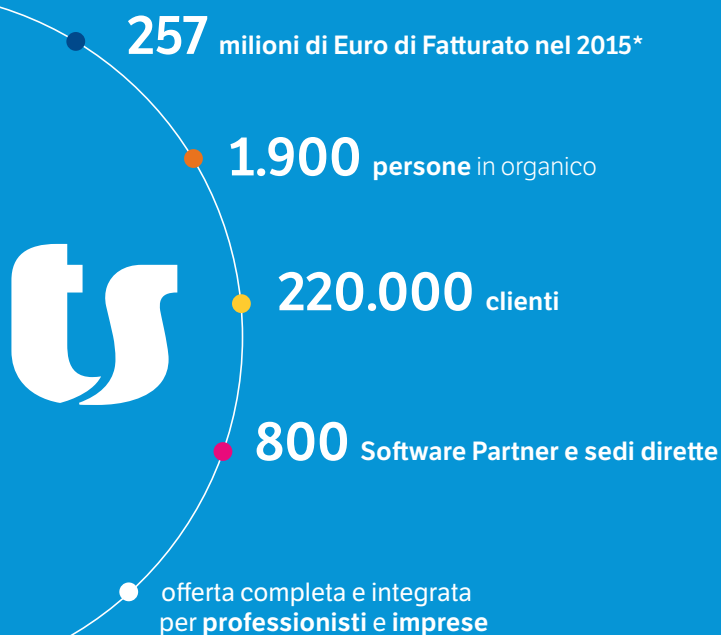 257 milioni di Euro di Fatturato nel 2015*
1.900 persone in organico
ts
220.000 clienti
800 Software Partner e sedi dirette
offerta completa e integrata
per professionisti e imprese